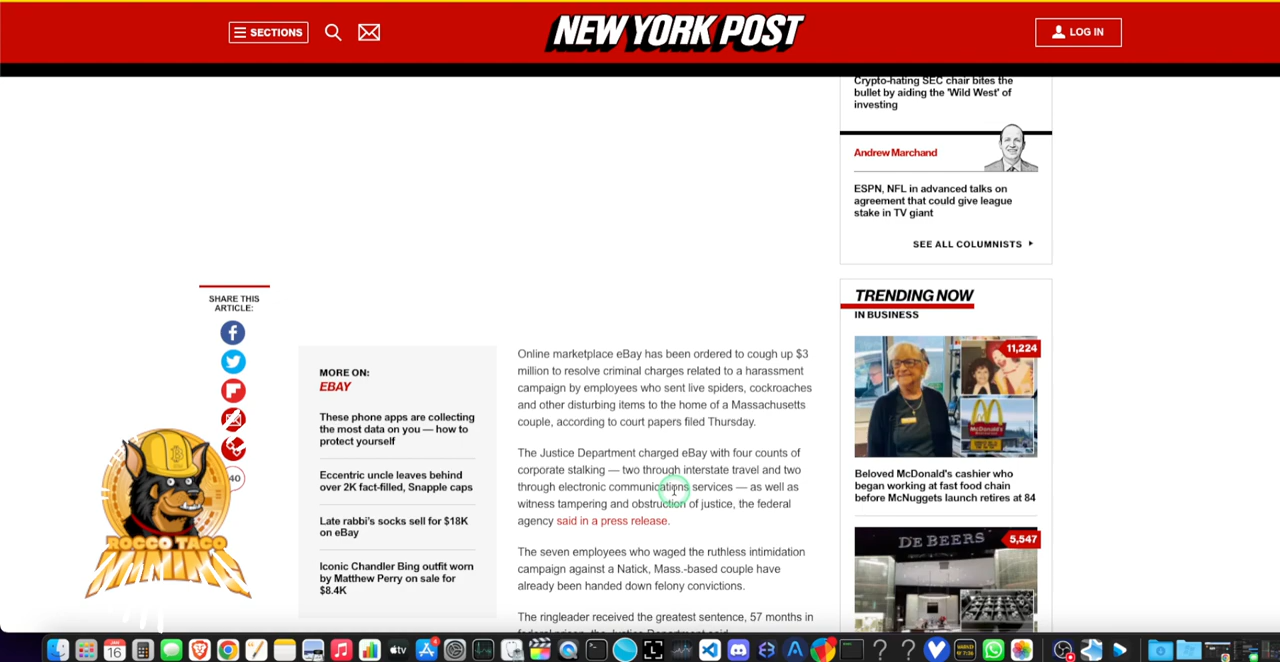 SECTIONS
NEW YORK POST
LOG IN
Crypto-hating SEC chair bites the
bullet by aiding the 'Wild West' of
investing
Andrew Marchand
ESPN, NFL in advanced talks on
agreement that could give league
stake in TV giant
SEE ALL COLUMNISTS
SHARE THIS
ARTICLE:
40
ROCCO TACO
MINING
MORE ON:
EBAY
These phone apps are collecting
the most data on you — how to
protect yourself
Eccentric uncle leaves behind
over 2K fact-filled, Snapple caps
Late rabbi's socks sell for $18K
on eBay
Iconic Chandler Bing outfit worn
by Matthew Perry on sale for
$8.4K
Online marketplace eBay has been ordered to cough up $3
million to resolve criminal charges related to a harassment
campaign by employees who sent live spiders, cockroaches
and other disturbing items to the home of a Massachusetts
couple, according to court papers filed Thursday.
The Justice Department charged eBay with four counts of
corporate stalking — two through interstate travel and two
through electronic communications services — as well as
witness tampering and obstruction of justice, the federal
agency said in a press release.
The seven employees who waged the ruthless intimidation
campaign against a Natick, Mass.-based couple have
already been handed down felony convictions.
The ringleader received the greatest sentence, 57 months in
federal prison, the Justice Department said
TRENDING NOW
IN BUSINESS
11,224
McDonald's
Beloved McDonald's cashier who
began working at fast food chain
before McNuggets launch retires at 84
DE BEERS
5,547
JAN
16
tv